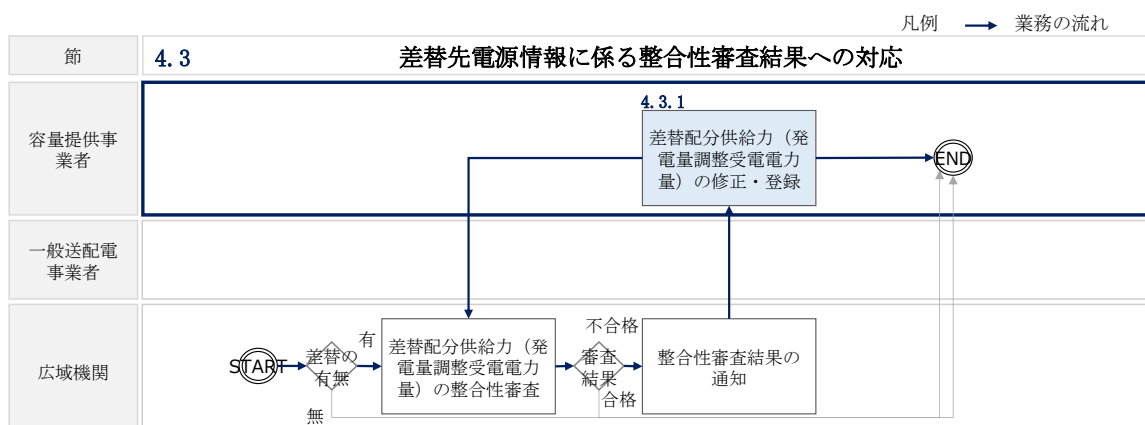 凡例 業務の流れ
節
4.3 差替先電源情報に係る整合性審査結果への対応
容量提供事
業者
4.3.1
差替配分供給力（発
電量調整受電電力
量）の修正・登録
END
一般送配電
事業者
広域機関
START
差替の
有無
有
無
差替配分供給力（発
電量調整受電電力
量）の整合性審査
審査
結果
不合格
合格
整合性審査結果の
通知